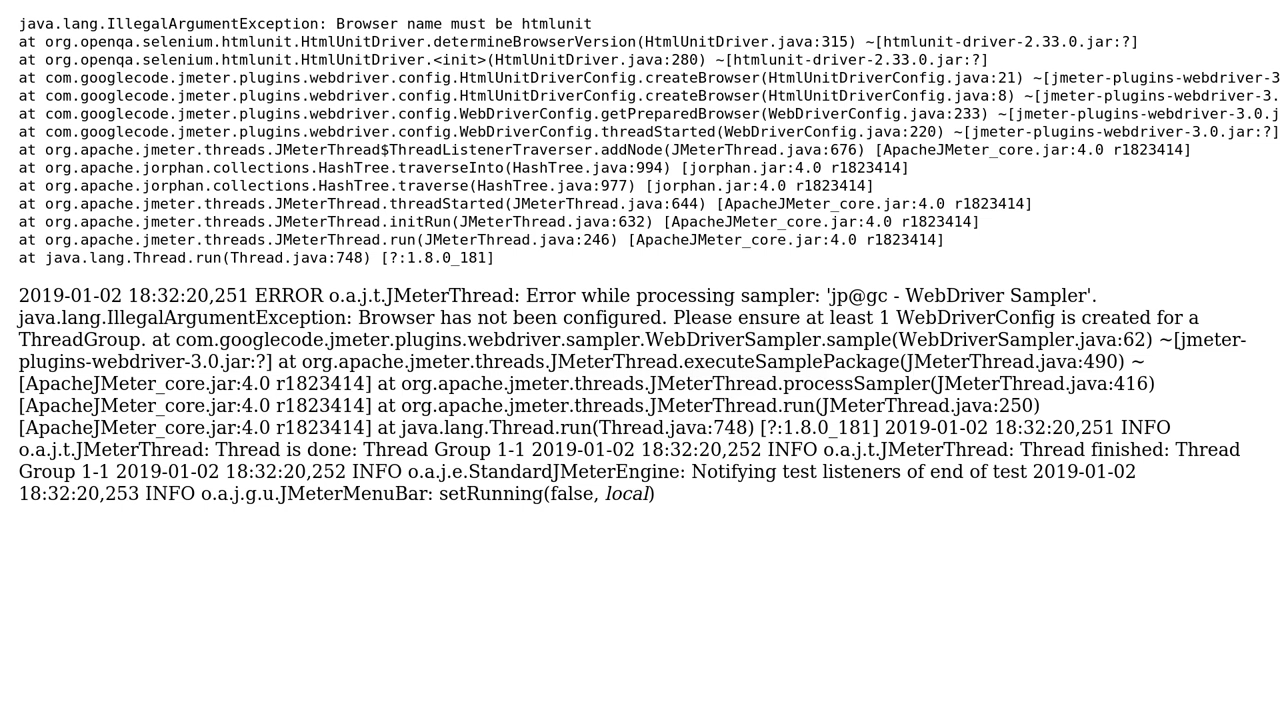 java.lang.IllegalArgumentException: Browser name must be htmlunit
at org.openqa.selenium.htmlunit.HtmlUnitDriver.determineBrowserVersion(HtmlUnitDriver.java:315) ~[htmlunit-driver-2.33.0.jar:?]
at org.openqa.selenium.htmlunit.HtmlUnitDriver.<init>(HtmlUnitDriver.java:280) ~[htmlunit-driver-2.33.0.jar:?]
at com.googlecode.jmeter.plugins.webdriver.config.HtmlUnitDriverConfig.createBrowser(HtmlUnitDriverConfig.java:21) ~[jmeter-plugins-webdriver-3
at com.googlecode.jmeter.plugins.webdriver.config.HtmlUnitDriverConfig.createBrowser(HtmlUnitDriverConfig.java:8) ~[jmeter-plugins-webdriver-3.
at com.googlecode.jmeter.plugins.webdriver.config.WebDriverConfig.getPreparedBrowser(WebDriverConfig.java:233) ~[jmeter-plugins-webdriver-3.0.j
at com.googlecode.jmeter.plugins.webdriver.config.WebDriverConfig.threadStarted(WebDriverConfig.java:220) ~[jmeter-plugins-webdriver-3.0.jar:?]
at org.apache.jmeter.threads.JMeterThread$ThreadListenerTraverser.addNode(JMeterThread.java:676) [ApacheJMeter_core.jar:4.0 r1823414]
at org.apache.jorphan.collections.HashTree.traverseInto(HashTree.java:994) [jorphan.jar:4.0 r1823414]
at org.apache.jorphan.collections.HashTree.traverse(HashTree.java:977) [jorphan.jar:4.0 r1823414]
at org.apache.jmeter.threads.JMeterThread.threadStarted(JMeterThread.java:644) [ApacheJMeter_core.jar:4.0 r1823414]
at org.apache.jmeter.threads.JMeterThread.initRun(JMeterThread.java:632) [ApacheJMeter_core.jar:4.0 r1823414]
at org.apache.jmeter.threads.JMeterThread.run(JMeterThread.java:246) [ApacheJMeter_core.jar:4.0 r1823414]
at java.lang.Thread.run(Thread.java:748) [?:1.8.0_181]
2019-01-02 18:32:20,251 ERROR o.a.j.t.JMeterThread: Error while processing sampler: 'jp@gc - WebDriver Sampler'.
java.lang.IllegalArgumentException: Browser has not been configured. Please ensure at least 1 WebDriverConfig is created for a
ThreadGroup. at com.googlecode.jmeter.plugins.webdriver.sampler.WebDriverSampler.sample(WebDriverSampler.java:62) ~[jmeter-
plugins-webdriver-3.0.jar:?] at org.apache.jmeter.threads.JMeterThread.executeSamplePackage(JMeterThread.java:490) ~
[ApacheJMeter_core.jar:4.0 r1823414] at org.apache.jmeter.threads.JMeterThread.processSampler(JMeterThread.java:416)
[ApacheJMeter_core.jar:4.0 r1823414] at org.apache.jmeter.threads.JMeterThread.run(JMeterThread.java:250)
[ApacheJMeter_core.jar:4.0 r1823414] at java.lang.Thread.run(Thread.java:748) [?:1.8.0_181] 2019-01-02 18:32:20,251 INFO
o.a.j.t.JMeterThread: Thread is done: Thread Group 1-1 2019-01-02 18:32:20,252 INFO o.a.j.t.JMeterThread: Thread finished: Thread
Group 1-1 2019-01-02 18:32:20,252 INFO o.a.j.e.StandardJMeterEngine: Notifying test listeners of end of test 2019-01-02
18:32:20,253 INFO o.a.j.g.u.JMeterMenuBar: setRunning(false, local)